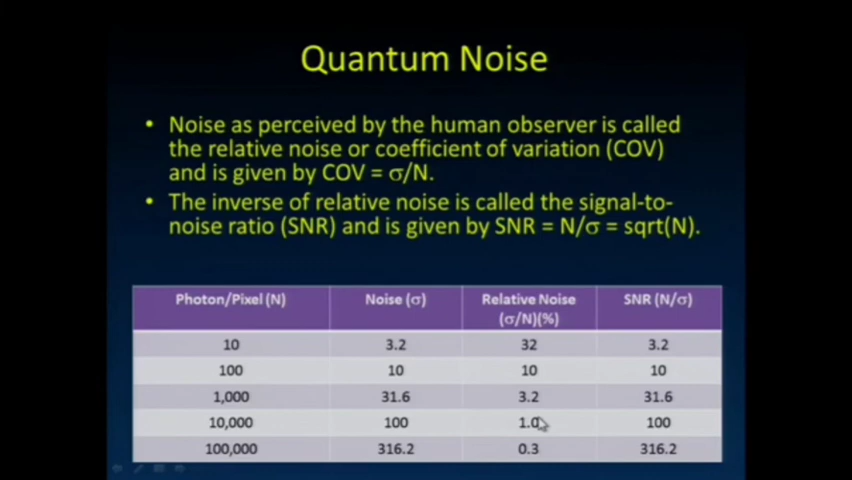 Quantum Noise
• Noise as perceived by the human observer is called
the relative noise or coefficient of variation (COV)
and is given by COV = σ/N.
• The inverse of relative noise is called the signal-to-
noise ratio (SNR) and is given by SNR = N/σ = sqrt(N).
Photon/Pixel (N) Noise (σ) Relative Noise (σ/N)(%) SNR (N/σ)
10 3.2 32 3.2
100 10 10 10
1,000 31.6 3.2 31.6
10,000 100 1.0 100
100,000 316.2 0.3 316.2